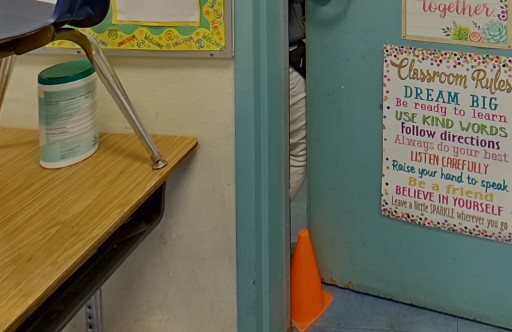 together.
Classroom Rules
DREAM BIG
Be ready to learn
USE KIND WORDS
Follow directions
Always do your best
LISTEN CAREFULLY
Raise your hand to speak
Be a friend
BELIEVE IN YOURSELF
Leave a little SPARKLE wherever you go